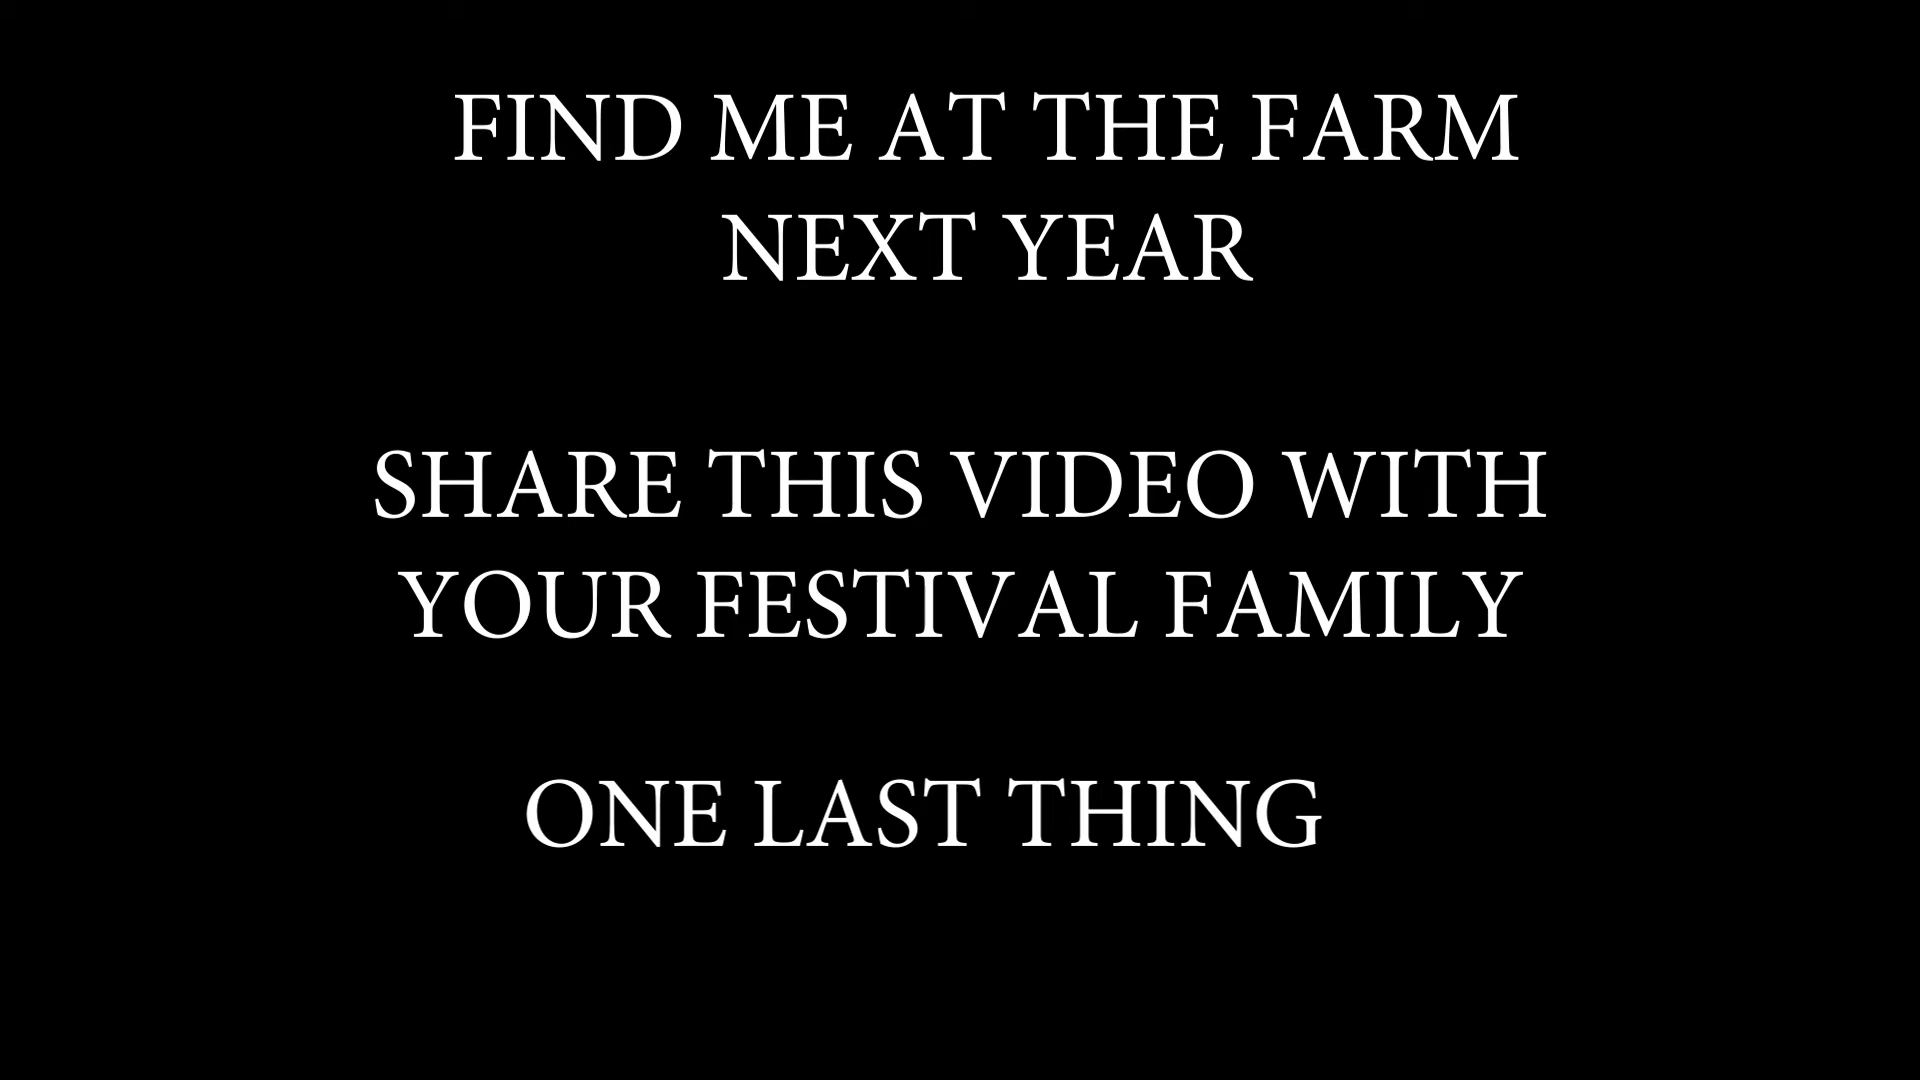 FIND ME AT THE FARM
NEXT YEAR
SHARE THIS VIDEO WITH
YOUR FESTIVAL FAMILY
ONE LAST THING